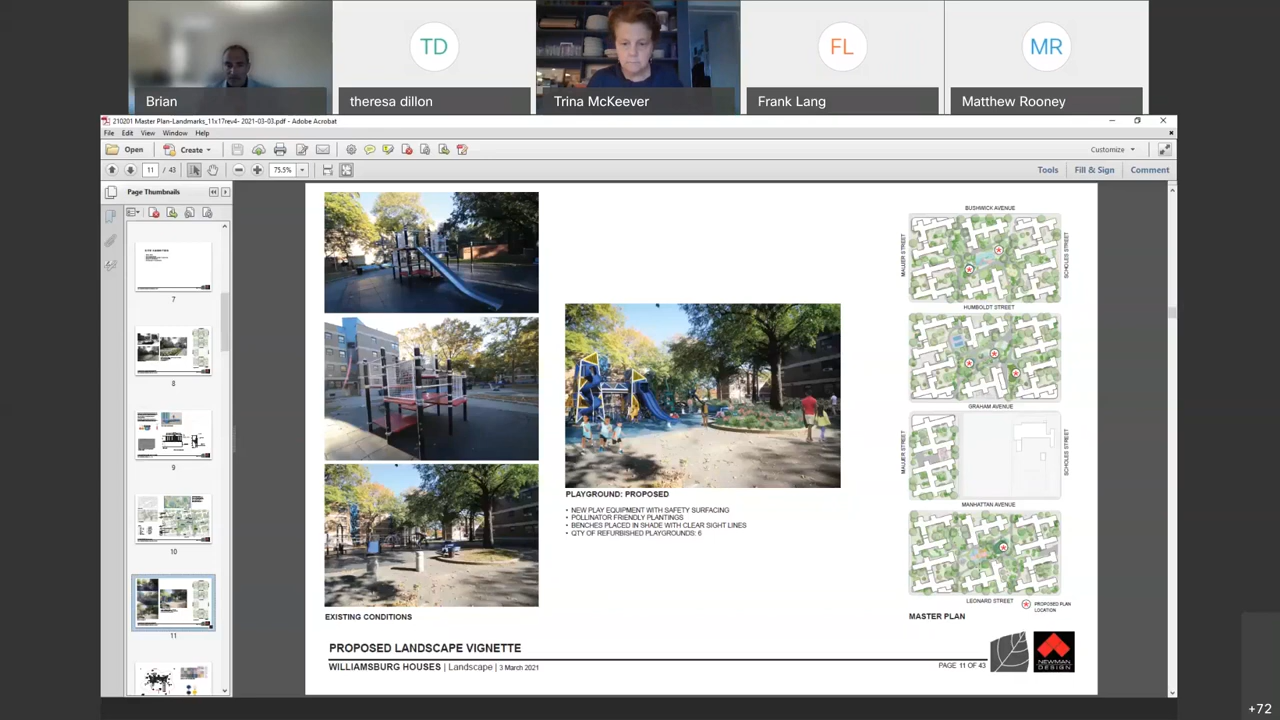 TD
FL
MR
Brian
theresa dillon
Trina McKeever
Frank Lang
Matthew Rooney
210201 Master Plan-Landmarks_11x17rev4- 2021-03-03.pdf - Adobe Acrobat
File Edit View Window Help
Open
Create
Customize
11 / 43
75.5%
Tools
Fill & Sign
Comment
Page Thumbnails
7
8
9
10
11
BUSHWICK AVENUE
MAUJER STREET
SCHOLES STREET
HUMBOLDT STREET
GRAHAM AVENUE
MAUJER STREET
SCHOLES STREET
MANHATTAN AVENUE
LEONARD STREET
PROPOSED PLAN
LOCATION
MASTER PLAN
PLAYGROUND: PROPOSED
• NEW PLAY EQUIPMENT WITH SAFETY SURFACING
• POLLINATOR FRIENDLY PLANTINGS
• BENCHES PLACED IN SHADE WITH CLEAR SIGHT LINES
• QTY OF REFURBISHED PLAYGROUNDS: 6
EXISTING CONDITIONS
PROPOSED LANDSCAPE VIGNETTE
WILLIAMSBURG HOUSES | Landscape | 3 March 2021
PAGE 11 OF 43
NEWMAN
DESIGN
+72